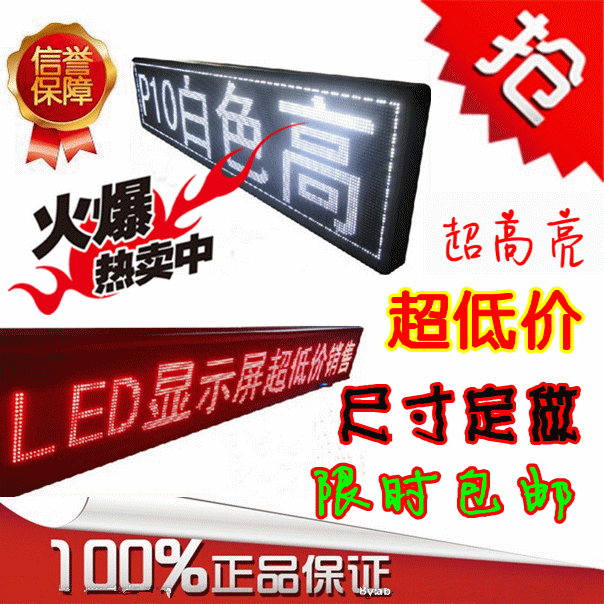 信誉
保障
抢
P10白色高
火爆
热卖中
超高亮
超低价
LED显示屏超低价销售
尺寸定做
限时包邮
100%正品保证